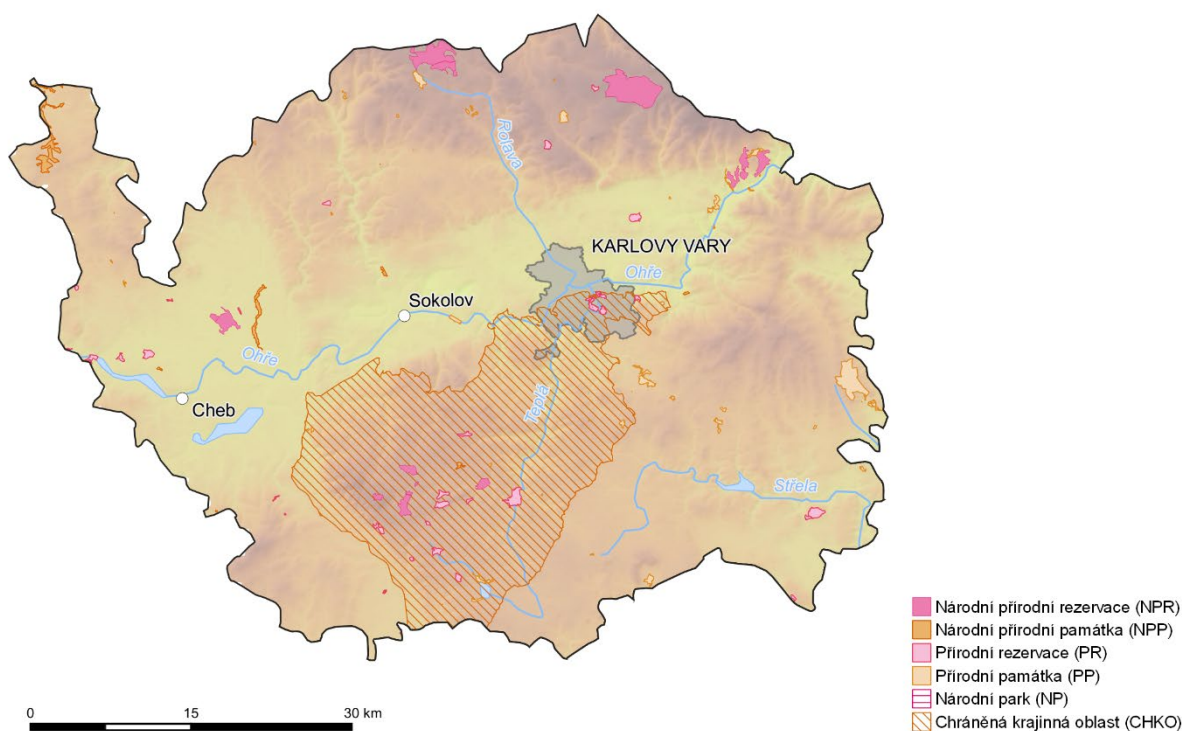 Rolava
KARLOVY VARY
Ohře
Sokolov
Ohře
Teplá
Cheb
Střela
Národní přírodní rezervace (NPR)
Národní přírodní památka (NPP)
Přírodní rezervace (PR)
Přírodní památka (PP)
Národní park (NP)
Chráněná krajinná oblast (CHKO)
0 15 30 km